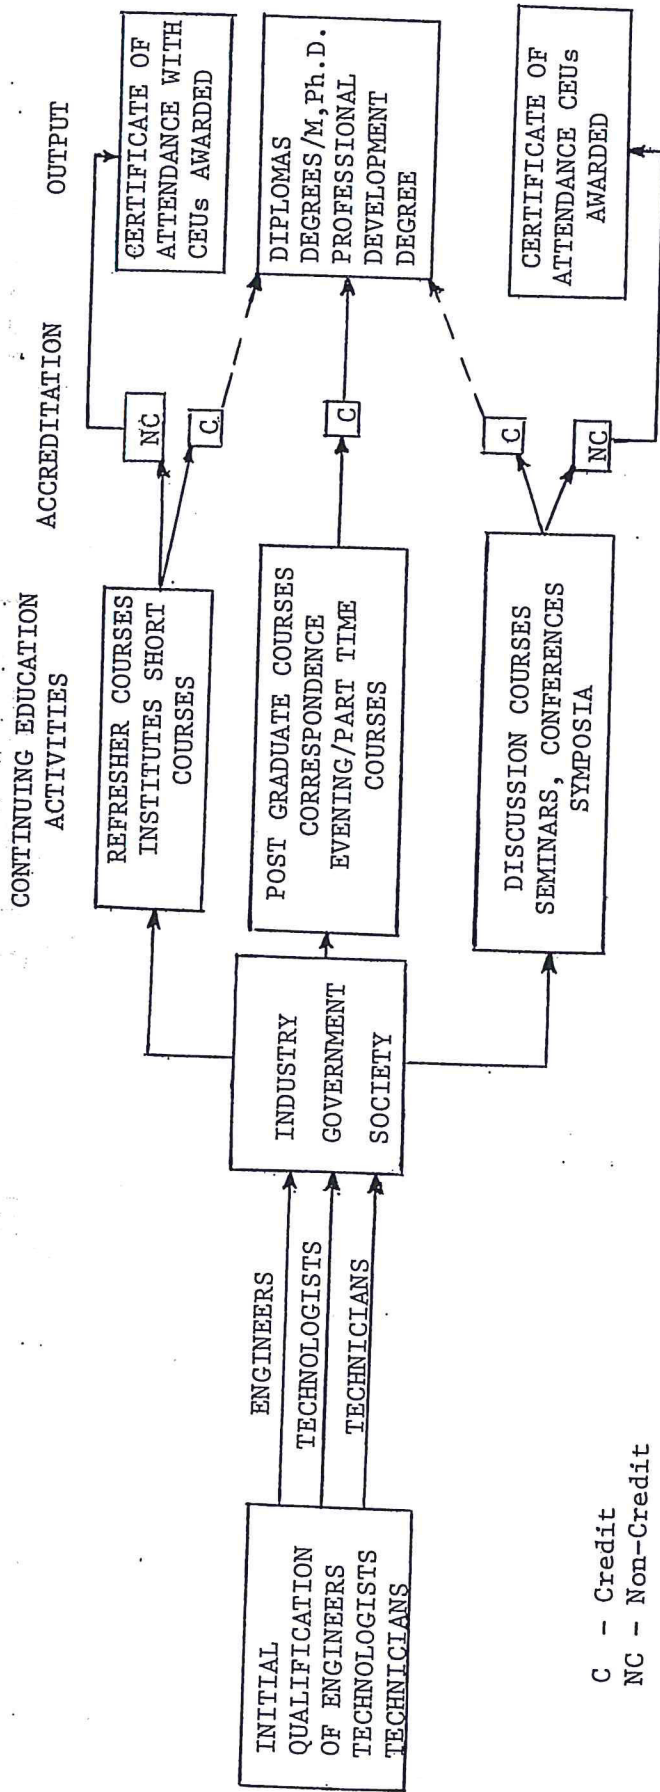 CONTINUING EDUCATION
ACTIVITIES
ACCREDITATION
OUTPUT
INITIAL
QUALIFICATION
OF ENGINEERS
TECHNOLOGISTS
TECHNICIANS
ENGINEERS
TECHNOLOGISTS
TECHNICIANS
INDUSTRY
GOVERNMENT
SOCIETY
REFRESHER COURSES
INSTITUTES SHORT
COURSES
NC
C
CERTIFICATE OF
ATTENDANCE WITH
CEUs AWARDED
POST GRADUATE COURSES
CORRESPONDENCE
EVENING/PART TIME
COURSES
C
DIPLOMAS
DEGREES/M,Ph.D.
PROFESSIONAL
DEVELOPMENT
DEGREE
DISCUSSION COURSES
SEMINARS, CONFERENCES
SYMPOSIA
C
NC
CERTIFICATE OF
ATTENDANCE CEUs
AWARDED
C - Credit
NC - Non-Credit